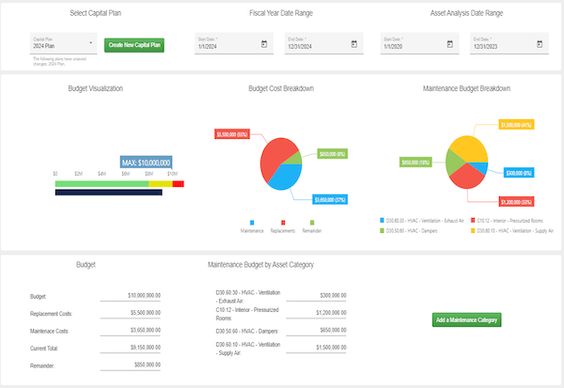 Select Capital Plan
Fiscal Year Date Range
Asset Analysis Date Range
Capital Plan
2024 Plan
Create New Capital Plan
The following plans have unsaved
changes: 2024 Plan.
Start Date *
1/1/2024
End Date *
12/31/2024
Start Date *
1/1/2020
End Date *
12/31/2023
Budget Visualization
Budget Cost Breakdown
Maintenance Budget Breakdown
MAX: $10,000,000
$0 $2M $4M $6M $8M $10M
$5,500,000 (55%)
$850,000 (9%)
$3,650,000 (37%)
Maintenance Replacements Remainder
$1,500,000 (41%)
$650,000 (18%)
$300,000 (8%)
$1,200,000 (33%)
D30.60.30 - HVAC - Ventilation - Exhaust Air
C10.12 - Interior - Pressurized Rooms
D30.50.60 - HVAC - Dampers
D30.60.10 - HVAC - Ventilation - Supply Air
Budget
Budget $10,000,000.00
Replacement Costs $5,500,000.00
Maintenace Costs $3,650,000.00
Current Total $9,150,000.00
Remainder $850,000.00
Maintenance Budget by Asset Category
D30.60.30 - HVAC - Ventilation
- Exhaust Air
$300,000.00
C10.12 - Interior - Pressurized
Rooms
$1,200,000.00
D30.50.60 - HVAC - Dampers $650,000.00
D30.60.10 - HVAC - Ventilation
- Supply Air
$1,500,000.00
Add a Maintenance Category